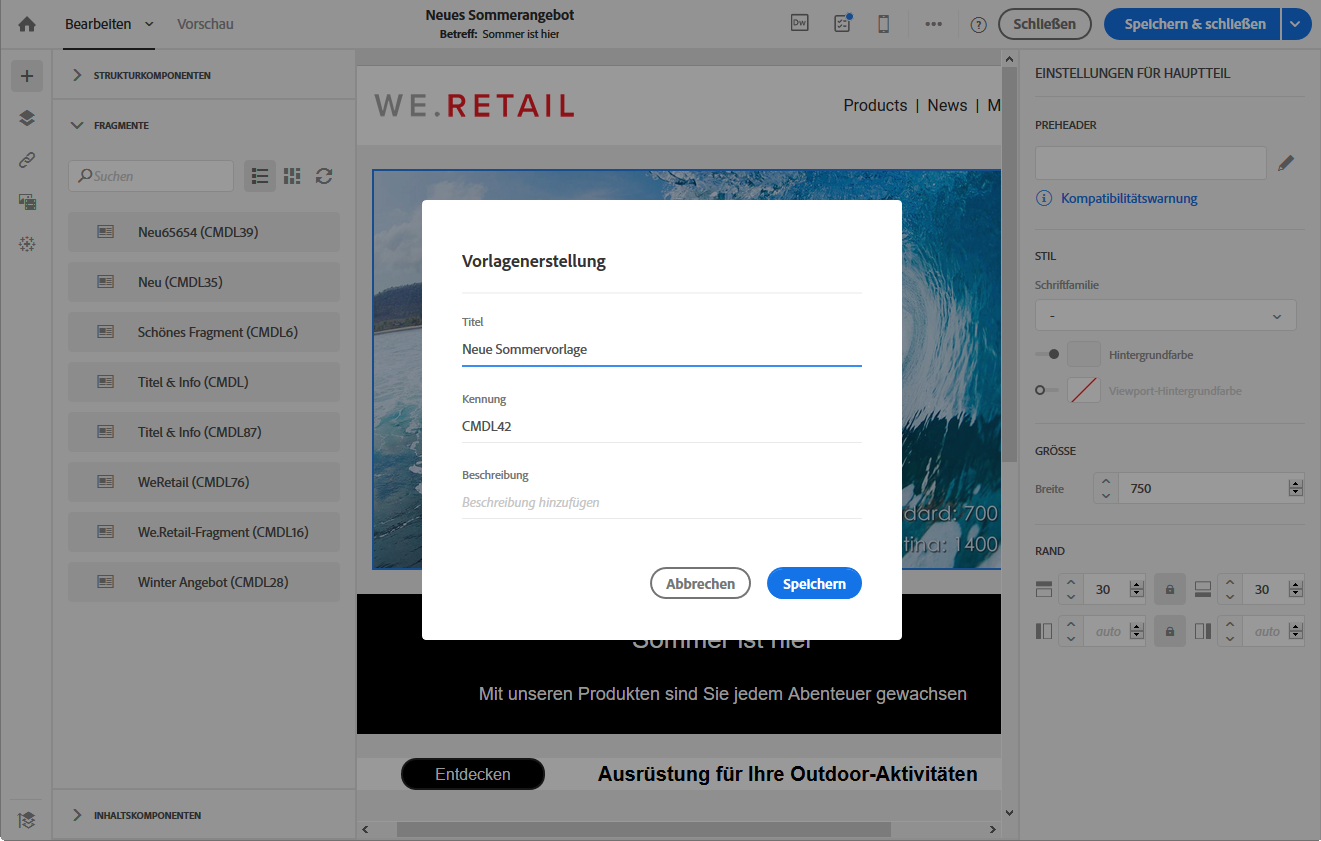 Bearbeiten
Vorschau
Neues Sommerangebot
Betreff: Sommer ist hier
Dw
Schließen
Speichern & schließen
STRUKTURKOMPONENTEN
FRAGMENTE
Suchen
Neu65654 (CMDL39)
Neu (CMDL35)
Schönes Fragment (CMDL6)
Titel & Info (CMDL)
Titel & Info (CMDL87)
WeRetail (CMDL76)
We.Retail-Fragment (CMDL16)
Winter Angebot (CMDL28)
INHALTSKOMPONENTEN
WE.RETAIL
Products | News | M
dard: 700
tina: 1400
Vorlagenerstellung
Titel
Neue Sommervorlage
Kennung
CMDL42
Beschreibung
Beschreibung hinzufügen
Abbrechen
Speichern
Sommer ist hier
Mit unseren Produkten sind Sie jedem Abenteuer gewachsen
Entdecken
Ausrüstung für Ihre Outdoor-Aktivitäten
EINSTELLUNGEN FÜR HAUPTTEIL
PREHEADER
Kompatibilitätswarnung
STIL
Schriftfamilie
-
Hintergrundfarbe
Viewport-Hintergrundfarbe
GRÖSSE
Breite 750
RAND
30 30
auto auto